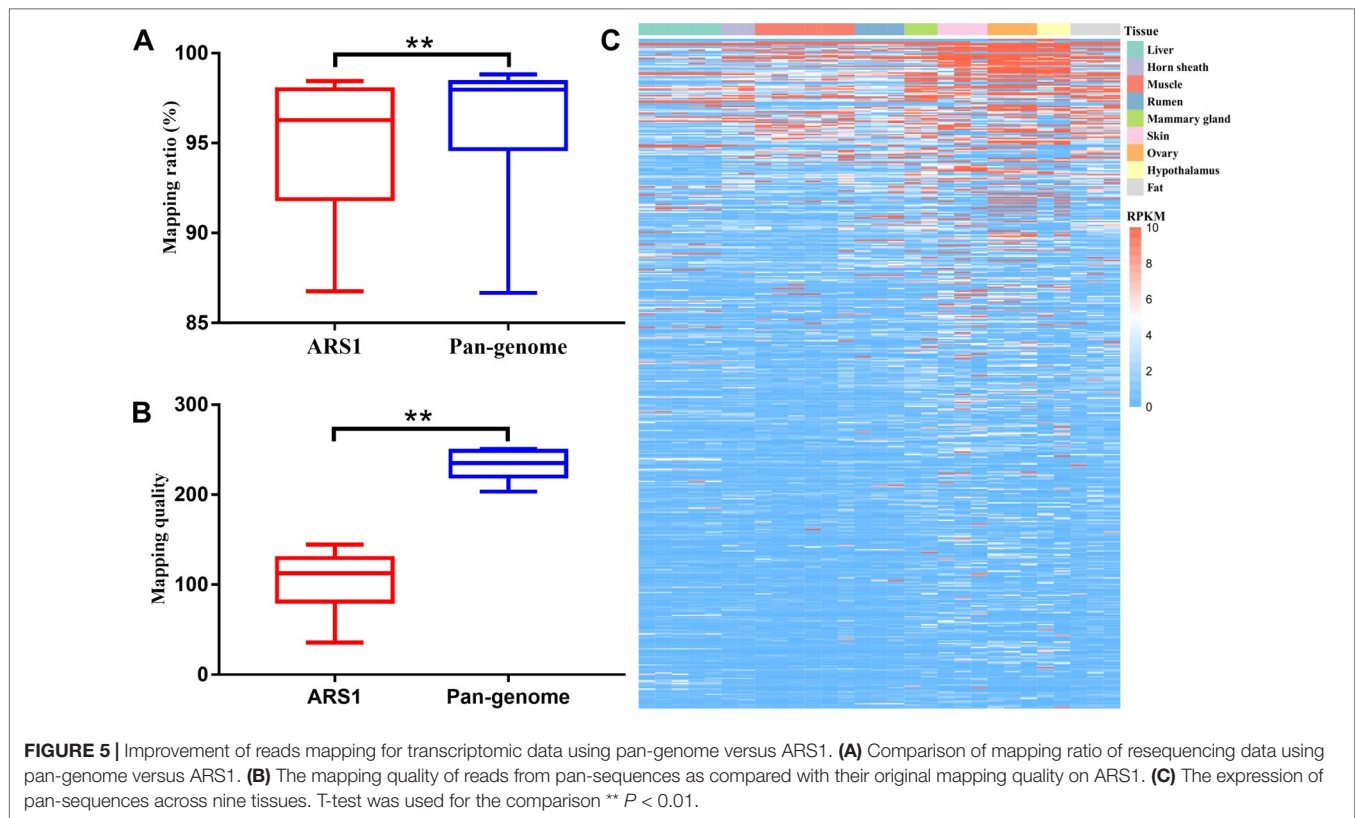 A
**
100
95
90
85
Mapping ratio (%)
ARS1
Pan-genome
B
**
300
200
100
0
Mapping quality
ARS1
Pan-genome
C
Tissue
Liver
Horn sheath
Muscle
Rumen
Mammary gland
Skin
Ovary
Hypothalamus
Fat
RPKM
10
8
6
4
2
0
FIGURE 5 | Improvement of reads mapping for transcriptomic data using pan-genome versus ARS1. (A) Comparison of mapping ratio of resequencing data using
pan-genome versus ARS1. (B) The mapping quality of reads from pan-sequences as compared with their original mapping quality on ARS1. (C) The expression of
pan-sequences across nine tissues. T-test was used for the comparison ** P < 0.01.